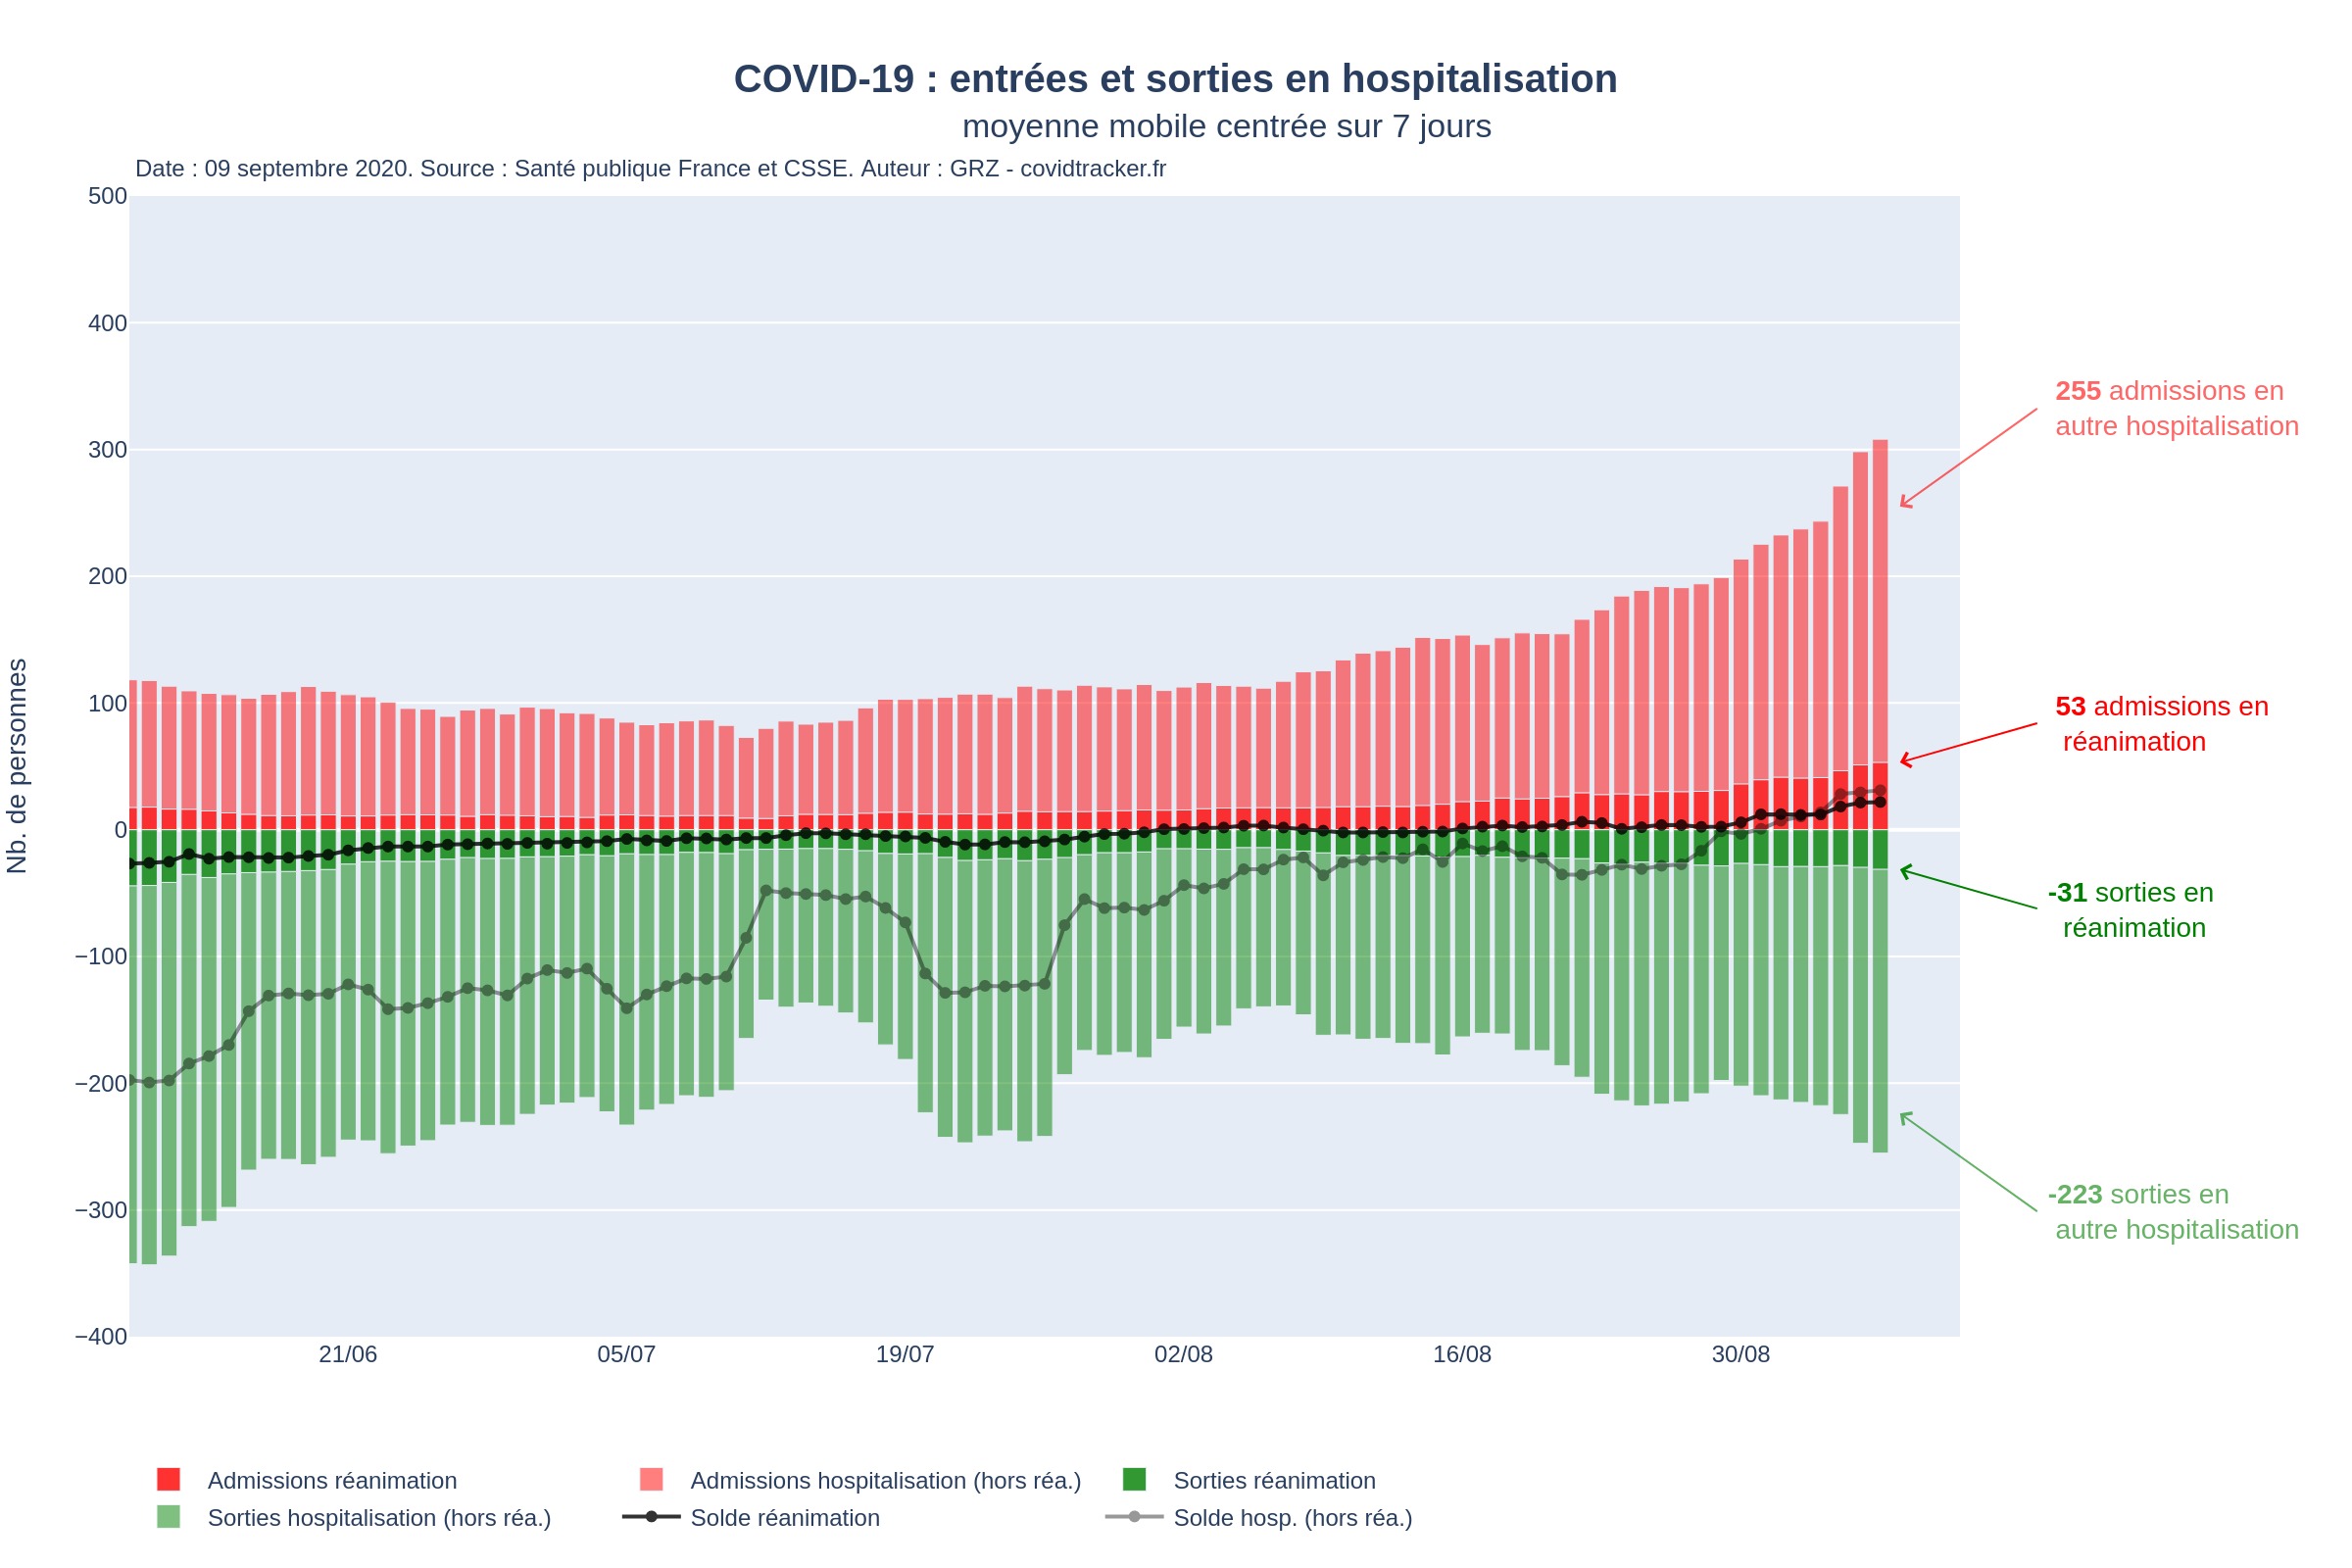 COVID-19 : entrées et sorties en hospitalisation
moyenne mobile centrée sur 7 jours
Date : 09 septembre 2020. Source : Santé publique France et CSSE. Auteur : GRZ - covidtracker.fr
Nb. de personnes
500
400
300
200
100
0
−100
−200
−300
−400
21/06
05/07
19/07
02/08
16/08
30/08
255 admissions en
autre hospitalisation
53 admissions en
réanimation
-31 sorties en
réanimation
-223 sorties en
autre hospitalisation
Admissions réanimation
Admissions hospitalisation (hors réa.)
Sorties réanimation
Sorties hospitalisation (hors réa.)
Solde réanimation
Solde hosp. (hors réa.)